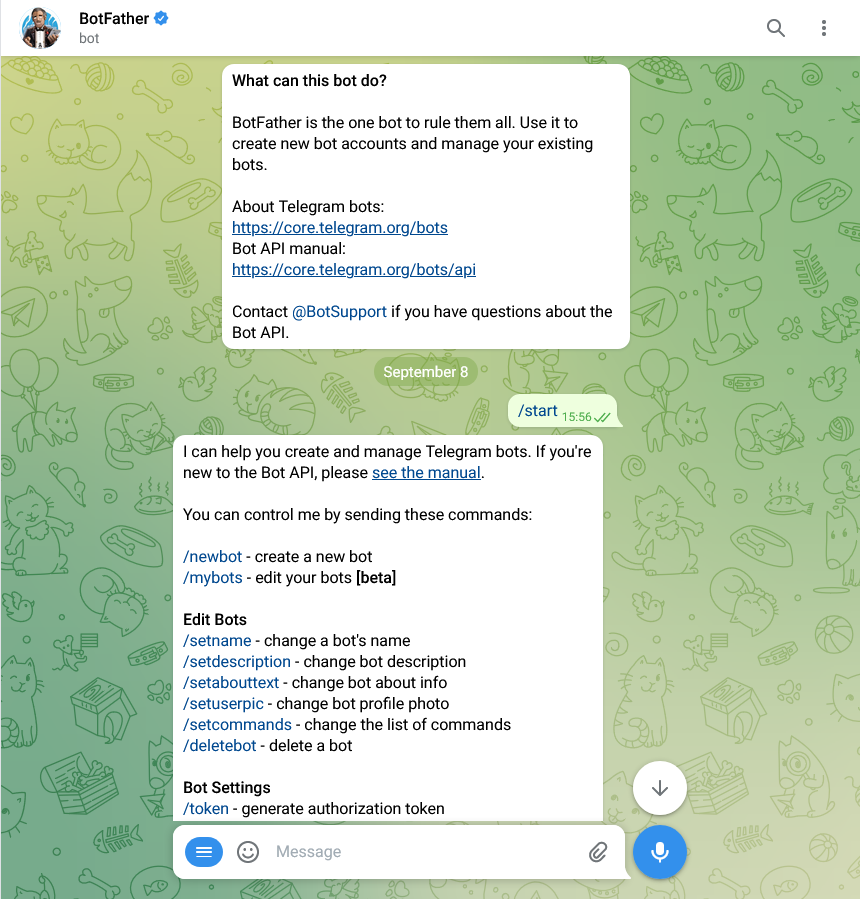 BotFather
bot
What can this bot do?
BotFather is the one bot to rule them all. Use it to
create new bot accounts and manage your existing
bots.
About Telegram bots:
https://core.telegram.org/bots
Bot API manual:
https://core.telegram.org/bots/api
Contact @BotSupport if you have questions about the
Bot API.
September 8
/start 15:56
I can help you create and manage Telegram bots. If you're
new to the Bot API, please see the manual.
You can control me by sending these commands:
/newbot - create a new bot
/mybots - edit your bots [beta]
Edit Bots
/setname - change a bot's name
/setdescription - change bot description
/setabouttext - change bot about info
/setuserpic - change bot profile photo
/setcommands - change the list of commands
/deletebot - delete a bot
Bot Settings
/token - generate authorization token
Message